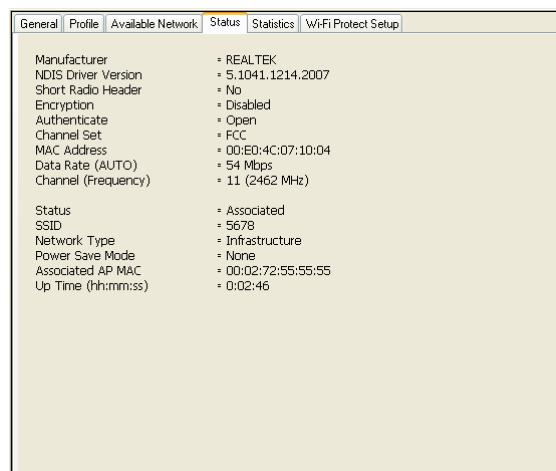 General Profile Available Network Status Statistics Wi-Fi Protect Setup
Manufacturer = REALTEK
NDIS Driver Version = 5.1041.1214.2007
Short Radio Header = No
Encryption = Disabled
Authenticate = Open
Channel Set = FCC
MAC Address = 00:E0:4C:07:10:04
Data Rate (AUTO) = 54 Mbps
Channel (Frequency) = 11 (2462 MHz)
Status = Associated
SSID = 5678
Network Type = Infrastructure
Power Save Mode = None
Associated AP MAC = 00:02:72:55:55:55
Up Time (hh:mm:ss) = 0:02:46